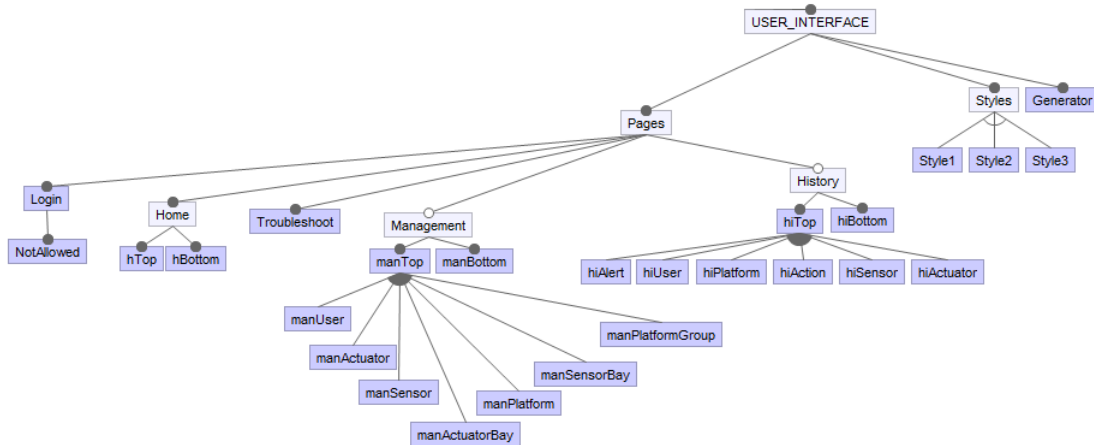 USER_INTERFACE
Pages
Styles
Generator
Style1
Style2
Style3
Login
Home
Troubleshoot
Management
History
NotAllowed
hTop
hBottom
manTop
manBottom
hiTop
hiBottom
hiAlert
hiUser
hiPlatform
hiAction
hiSensor
hiActuator
manUser
manActuator
manSensor
manActuatorBay
manPlatform
manSensorBay
manPlatformGroup